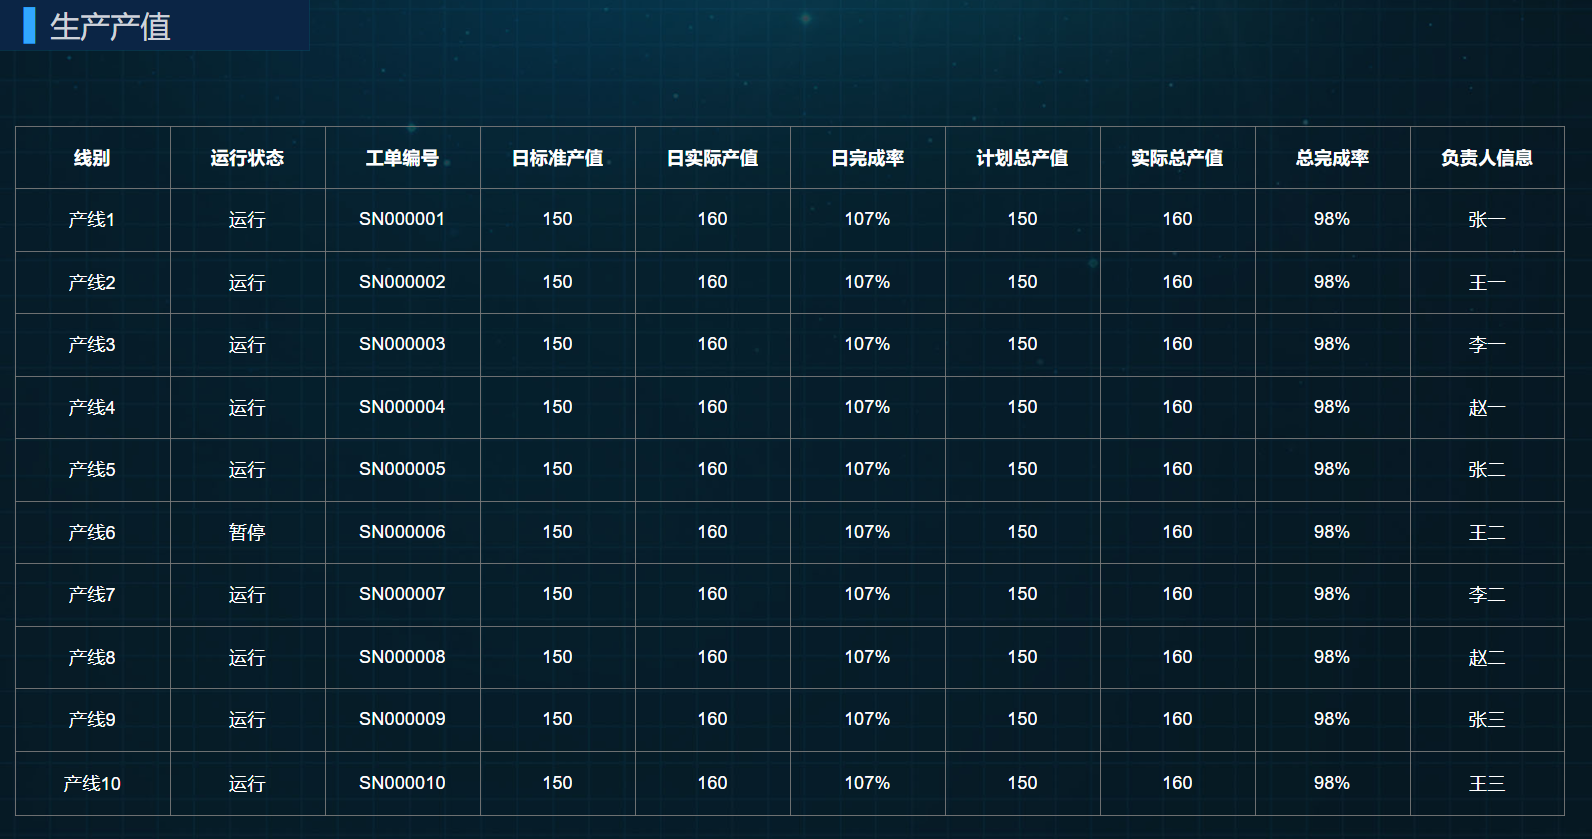 生产产值
线别 运行状态 工单编号 日标准产值 日实际产值 日完成率 计划总产值 实际总产值 总完成率 负责人信息
产线1 运行 SN000001 150 160 107% 150 160 98% 张一
产线2 运行 SN000002 150 160 107% 150 160 98% 王一
产线3 运行 SN000003 150 160 107% 150 160 98% 李一
产线4 运行 SN000004 150 160 107% 150 160 98% 赵一
产线5 运行 SN000005 150 160 107% 150 160 98% 张二
产线6 暂停 SN000006 150 160 107% 150 160 98% 王二
产线7 运行 SN000007 150 160 107% 150 160 98% 李二
产线8 运行 SN000008 150 160 107% 150 160 98% 赵二
产线9 运行 SN000009 150 160 107% 150 160 98% 张三
产线10 运行 SN000010 150 160 107% 150 160 98% 王三